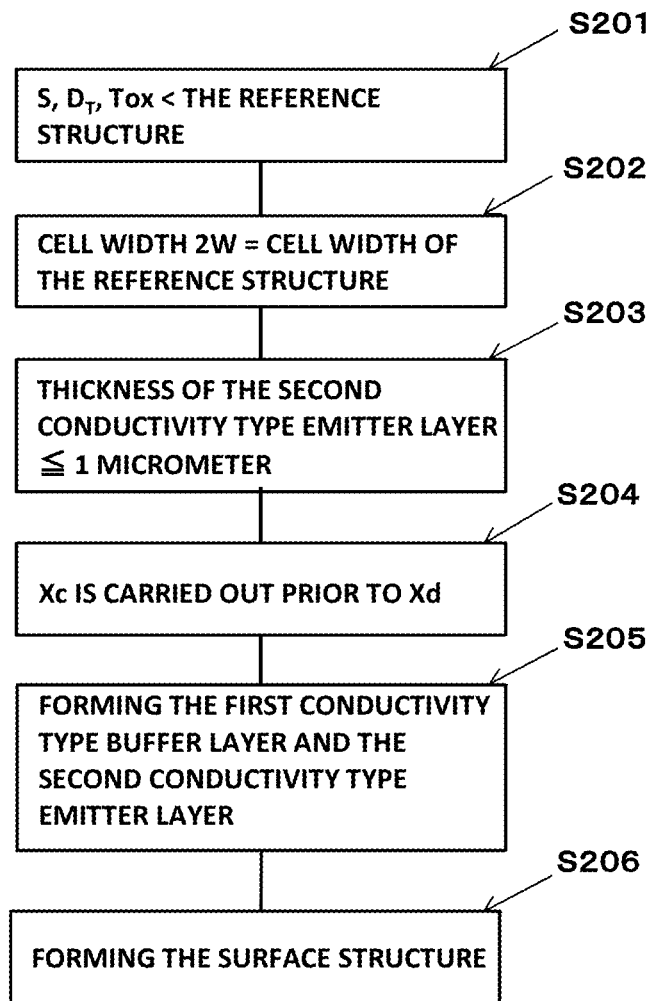 S201
S, DT, Tox < THE REFERENCE
STRUCTURE
S202
CELL WIDTH 2W = CELL WIDTH OF
THE REFERENCE STRUCTURE
S203
THICKNESS OF THE SECOND
CONDUCTIVITY TYPE EMITTER LAYER
≦ 1 MICROMETER
S204
Xc IS CARRIED OUT PRIOR TO Xd
S205
FORMING THE FIRST CONDUCTIVITY
TYPE BUFFER LAYER AND THE
SECOND CONDUCTIVITY TYPE
EMITTER LAYER
S206
FORMING THE SURFACE STRUCTURE